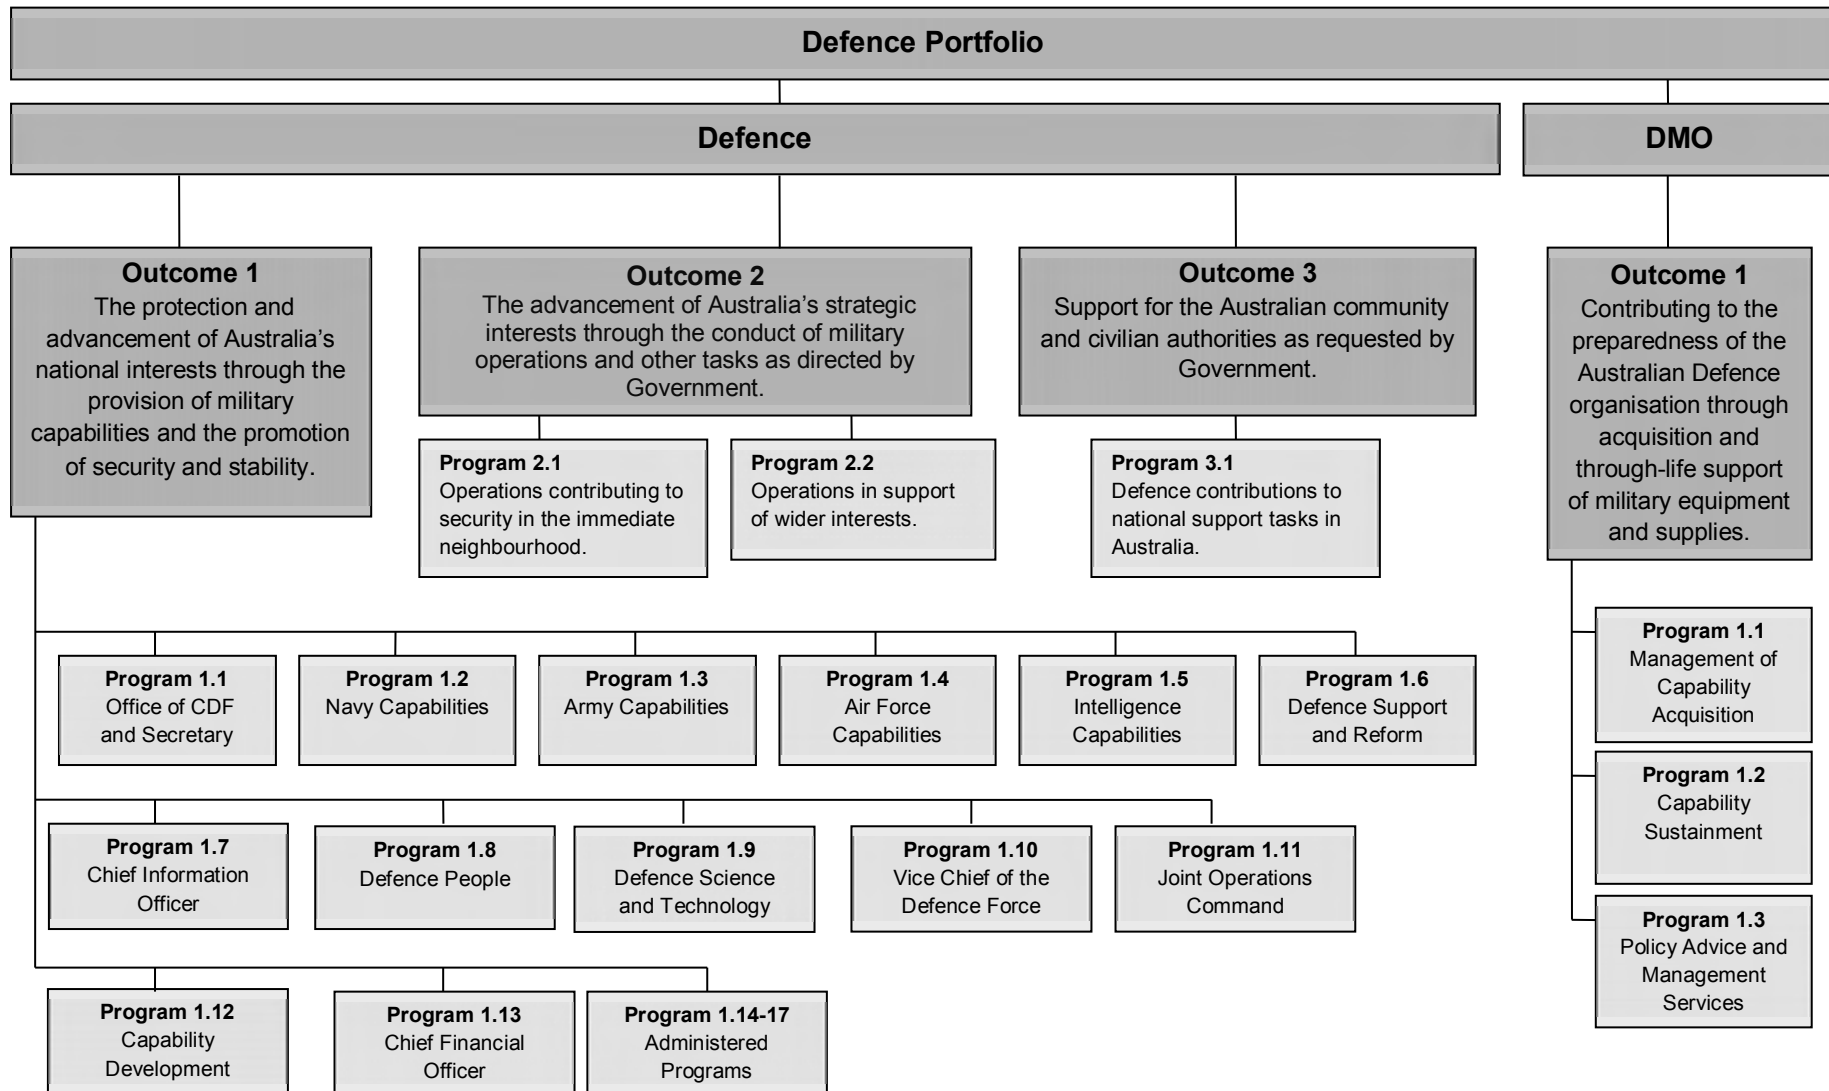 Defence Portfolio
Defence
DMO
Outcome 1
The protection and
advancement of Australia’s
national interests through the
provision of military
capabilities and the promotion
of security and stability.
Outcome 2
The advancement of Australia’s strategic
interests through the conduct of military
operations and other tasks as directed by
Government.
Outcome 3
Support for the Australian community
and civilian authorities as requested by
Government.
Outcome 1
Contributing to the
preparedness of the
Australian Defence
organisation through
acquisition and
through-life support
of military equipment
and supplies.
Program 2.1
Operations contributing to
security in the immediate
neighbourhood.
Program 2.2
Operations in support
of wider interests.
Program 3.1
Defence contributions to
national support tasks in
Australia.
Program 1.1
Office of CDF
and Secretary
Program 1.2
Navy Capabilities
Program 1.3
Army Capabilities
Program 1.4
Air Force
Capabilities
Program 1.5
Intelligence
Capabilities
Program 1.6
Defence Support
and Reform
Program 1.7
Chief Information
Officer
Program 1.8
Defence People
Program 1.9
Defence Science
and Technology
Program 1.10
Vice Chief of the
Defence Force
Program 1.11
Joint Operations
Command
Program 1.12
Capability
Development
Program 1.13
Chief Financial
Officer
Program 1.14-17
Administered
Programs
Program 1.1
Management of
Capability
Acquisition
Program 1.2
Capability
Sustainment
Program 1.3
Policy Advice and
Management
Services